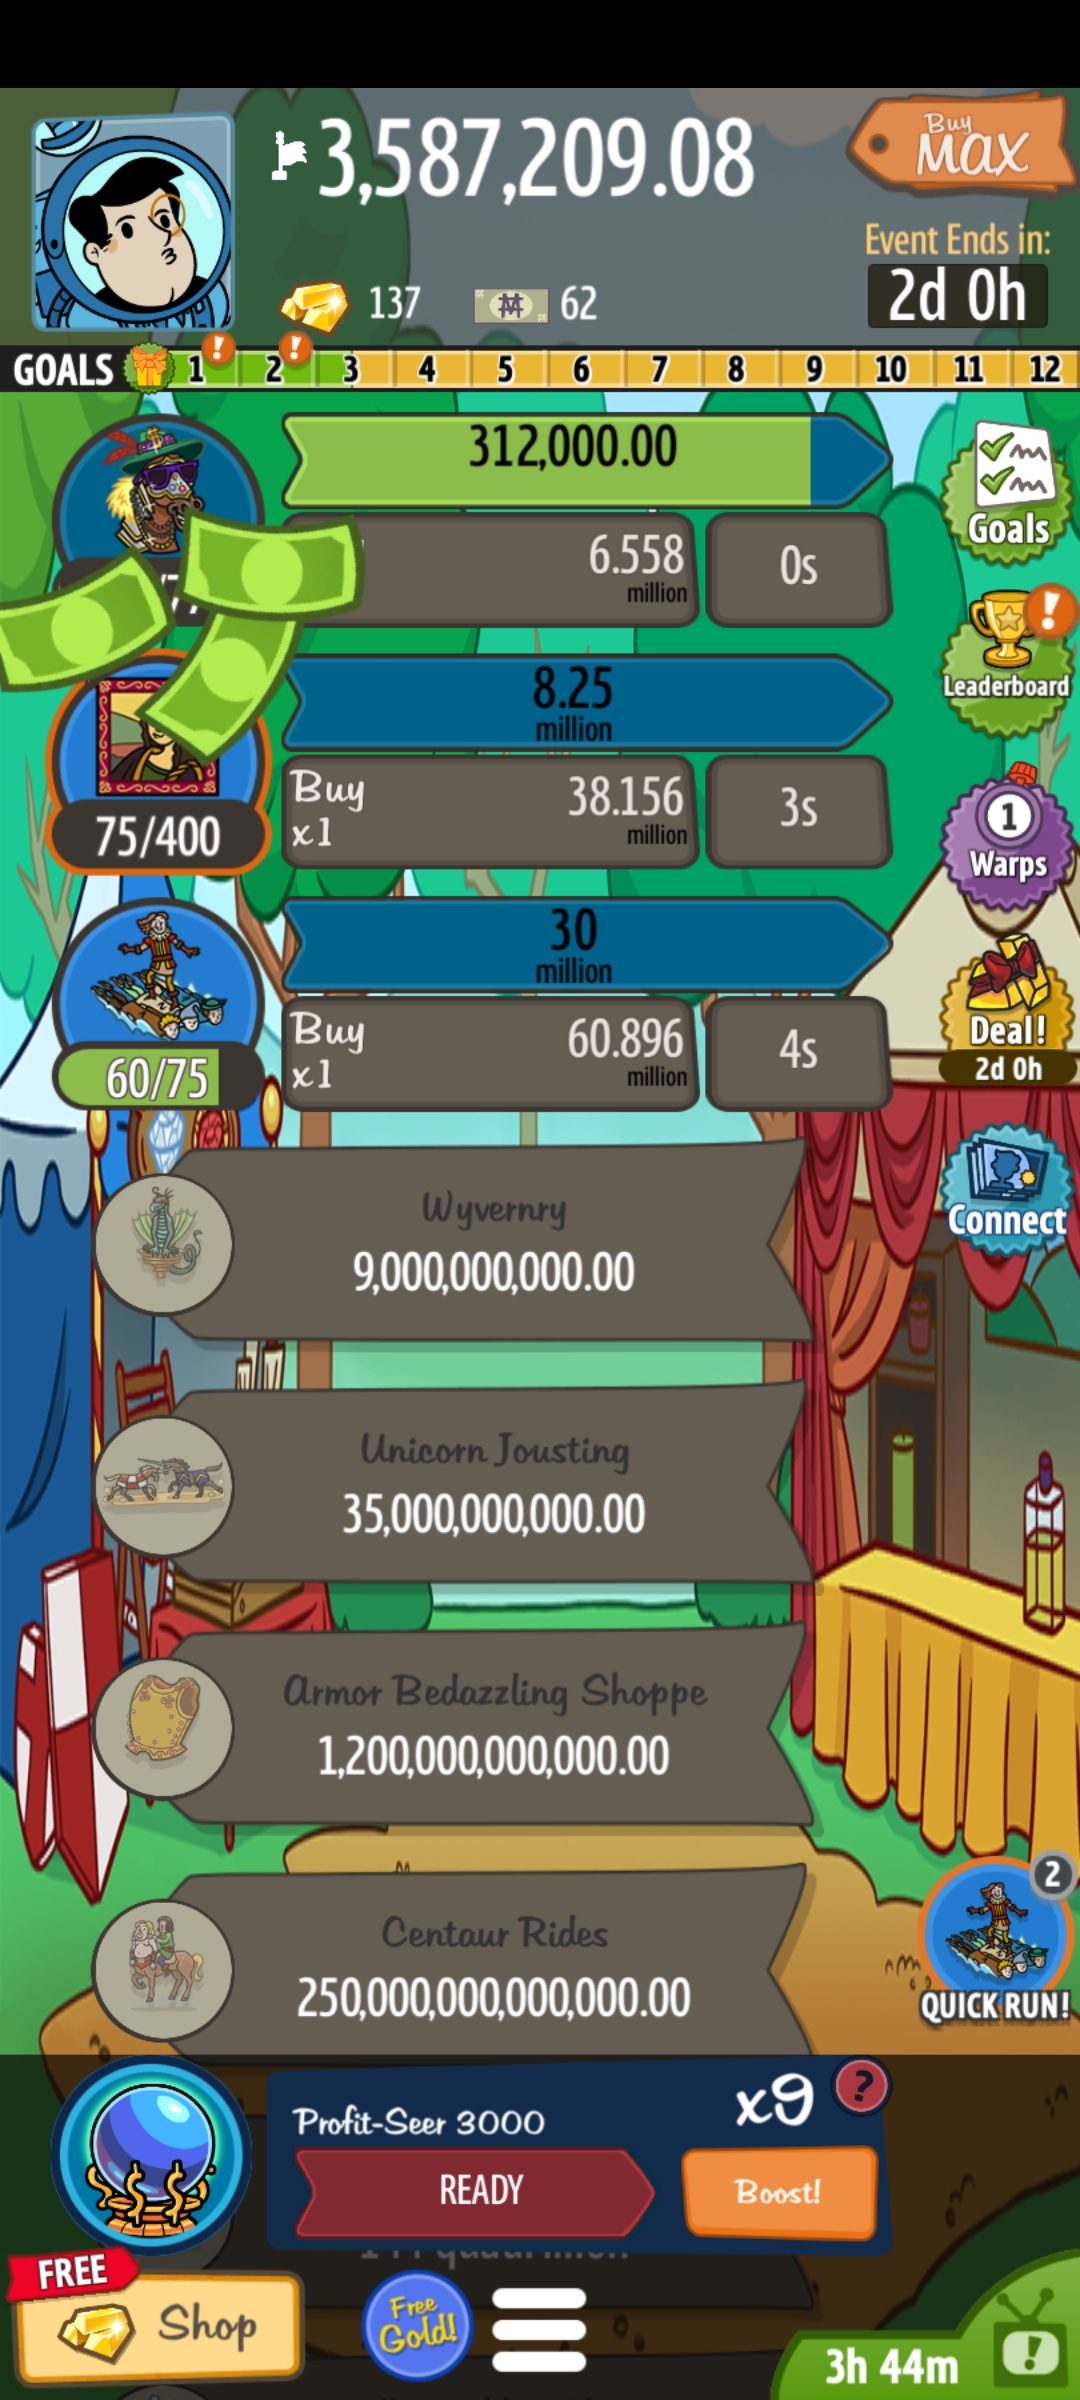 3,587,209.08
Buy
MAX
Event Ends in:
2d 0h
137
62
GOALS 1 ! 2 ! 3 4 5 6 7 8 9 10 11 12
312,000.00
6.558
million
0s
Goals
8.25
million
!
Leaderboard
Buy
x1
38.156
million
3s
75/400
1
Warps
30
million
Buy
x1
60.896
million
4s
60/75
Deal!
2d 0h
Wyvernry
9,000,000,000.00
Connect
Unicorn Jousting
35,000,000,000.00
Armor Bedazzling Shoppe
1,200,000,000,000.00
Centaur Rides
250,000,000,000,000.00
2
QUICK RUN!
Profit-Seer 3000
x9
?
READY
Boost!
FREE
Shop
Free
Gold!
3h 44m
!